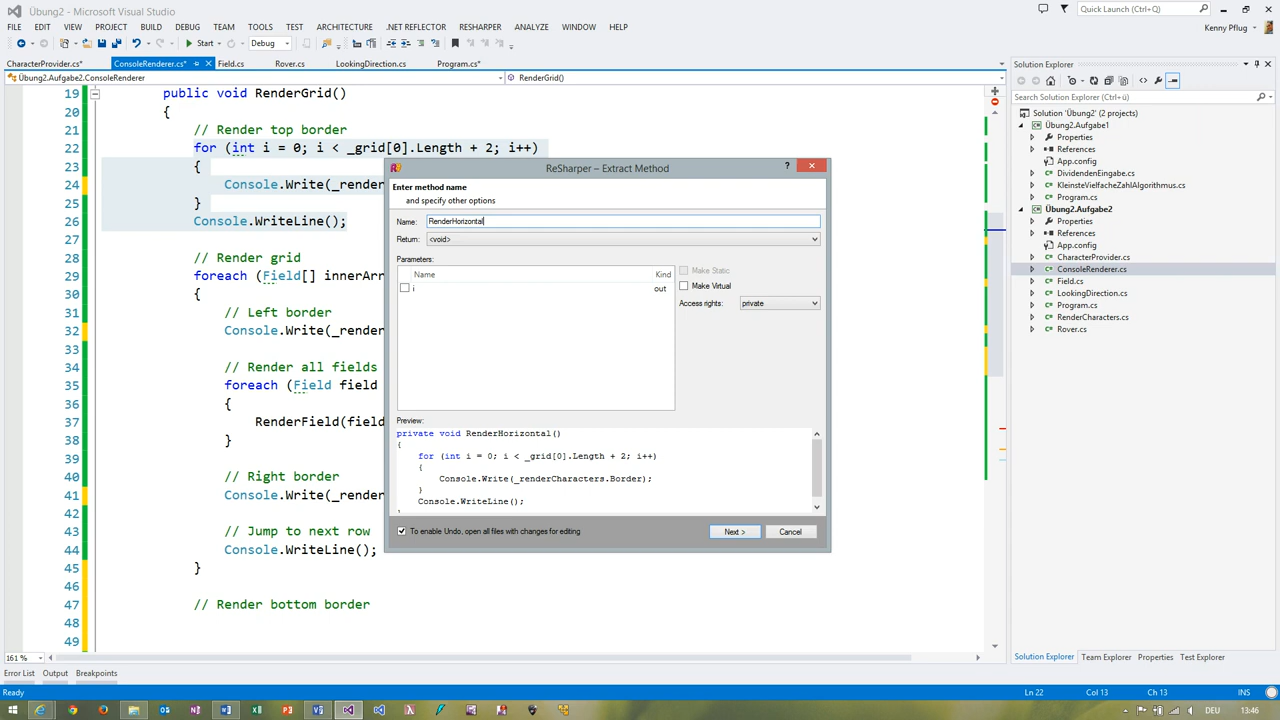 Übung2 - Microsoft Visual Studio
Quick Launch (Ctrl+Q)
FILE EDIT VIEW PROJECT BUILD DEBUG TEAM TOOLS TEST ARCHITECTURE .NET REFLECTOR RESHARPER ANALYZE WINDOW HELP
Kenny Pflug
Start Debug
CharacterProvider.cs* ConsoleRenderer.cs* Field.cs Rover.cs LookingDirection.cs Program.cs*
Übung2.Aufgabe2.ConsoleRenderer RenderGrid()
19 public void RenderGrid()
20 {
21 // Render top border
22 for (int i = 0; i < _grid[0].Length + 2; i++)
23 {
24 Console.Write(_render
25 }
26 Console.WriteLine();
27
28 // Render grid
29 foreach (Field[] innerArr
30 {
31 // Left border
32 Console.Write(_render
33
34 // Render all fields
35 foreach (Field field
36 {
37 RenderField(field
38 }
39
40 // Right border
41 Console.Write(_render
42
43 // Jump to next row
44 Console.WriteLine();
45 }
46
47 // Render bottom border
48
49
161 %
ReSharper – Extract Method
?
Enter method name
and specify other options
Name: RenderHorizontal
Return: <void>
Parameters:
Name Kind
i out
Make Static
Make Virtual
Access rights: private
Preview:
private void RenderHorizontal()
{
for (int i = 0; i < _grid[0].Length + 2; i++)
{
Console.Write(_renderCharacters.Border);
}
Console.WriteLine();
To enable Undo, open all files with changes for editing
Next > Cancel
Solution Explorer
Search Solution Explorer (Ctrl+ü)
Solution 'Übung2' (2 projects)
Übung2.Aufgabe1
Properties
References
App.config
DividendenEingabe.cs
KleinsteVielfacheZahlAlgorithmus.cs
Program.cs
Übung2.Aufgabe2
Properties
References
App.config
CharacterProvider.cs
ConsoleRenderer.cs
Field.cs
LookingDirection.cs
Program.cs
RenderCharacters.cs
Rover.cs
Solution Explorer Team Explorer Properties Test Explorer
Error List Output Breakpoints
Ready Ln 22 Col 13 Ch 13 INS
DEU 13:46